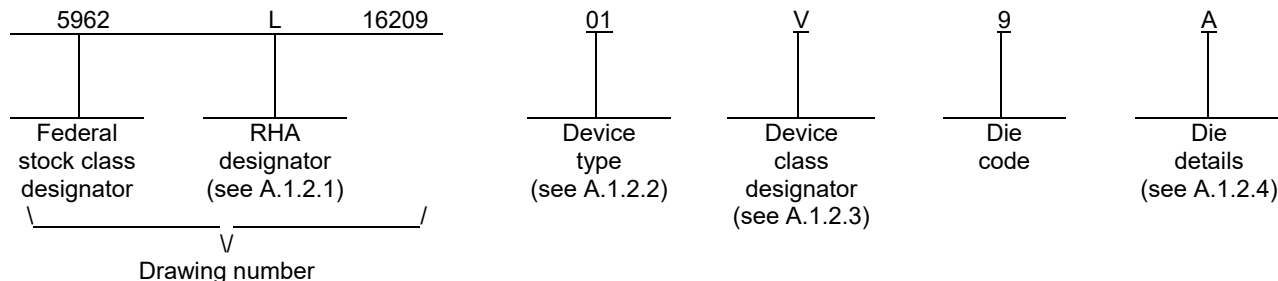 5962 L 16209 01 V 9 A
Federal RHA Device Device Die Die
stock class designator type class code details
designator (see A.1.2.1) (see A.1.2.2) designator (see A.1.2.4)
(see A.1.2.3)
Drawing number